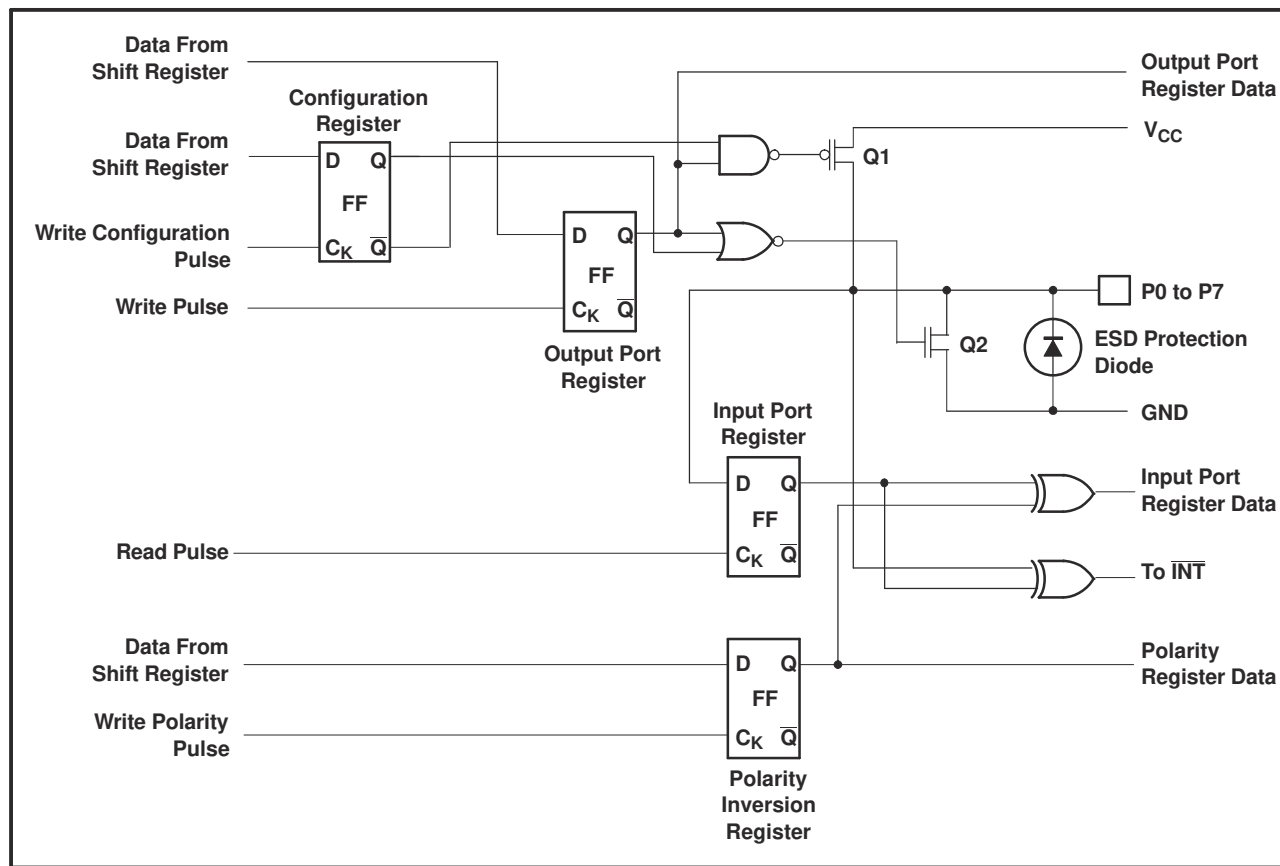 Data From
Shift Register
Configuration
Register
Data From
Shift Register
D Q
FF
CK Q̅
Write Configuration
Pulse
Write Pulse
D Q
FF
CK Q̅
Output Port
Register
Output Port
Register Data
VCC
Q1
P0 to P7
Q2
ESD Protection
Diode
GND
Input Port
Register
D Q
FF
CK Q̅
Read Pulse
Input Port
Register Data
To I̅N̅T̅
Data From
Shift Register
Write Polarity
Pulse
D Q
FF
CK Q̅
Polarity
Inversion
Register
Polarity
Register Data